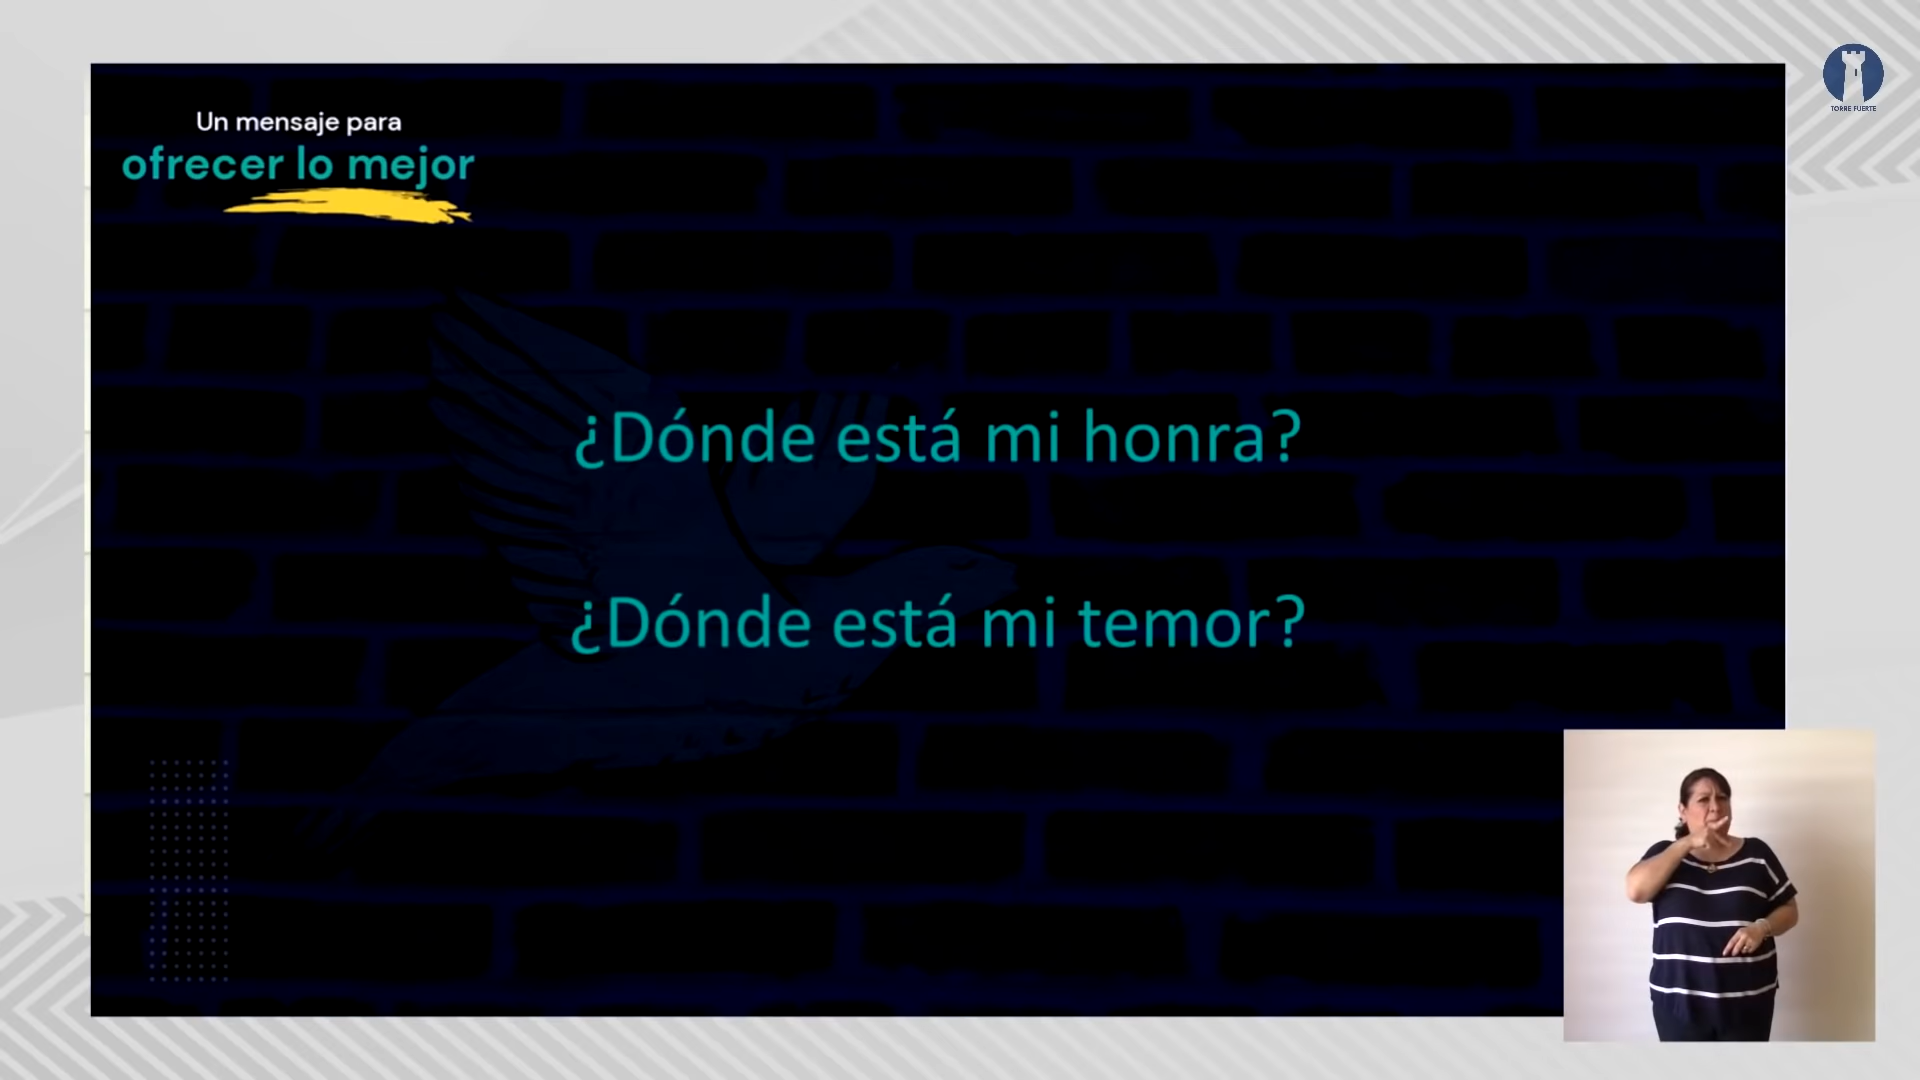 Un mensaje para
ofrecer lo mejor
TORRE FUERTE
¿Dónde está mi honra?
¿Dónde está mi temor?